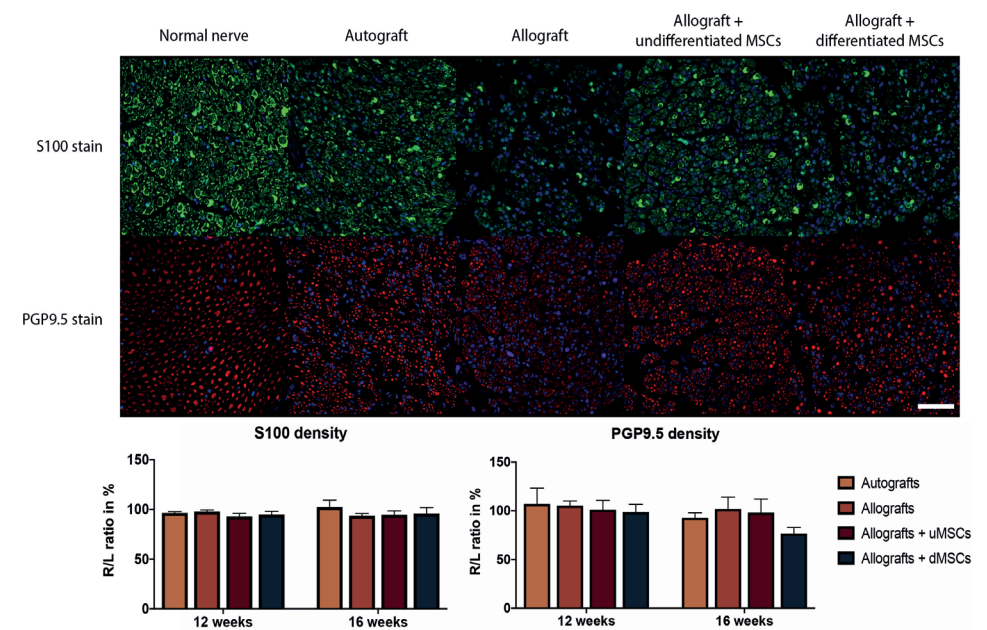 Normal nerve
Autograft
Allograft
Allograft +
undifferentiated MSCs
Allograft +
differentiated MSCs
S100 stain
PGP9.5 stain
S100 density
150
100
50
0
R/L ratio in %
12 weeks
16 weeks
PGP9.5 density
150
100
50
0
R/L ratio in %
12 weeks
16 weeks
Autografts
Allografts
Allografts + uMSCs
Allografts + dMSCs